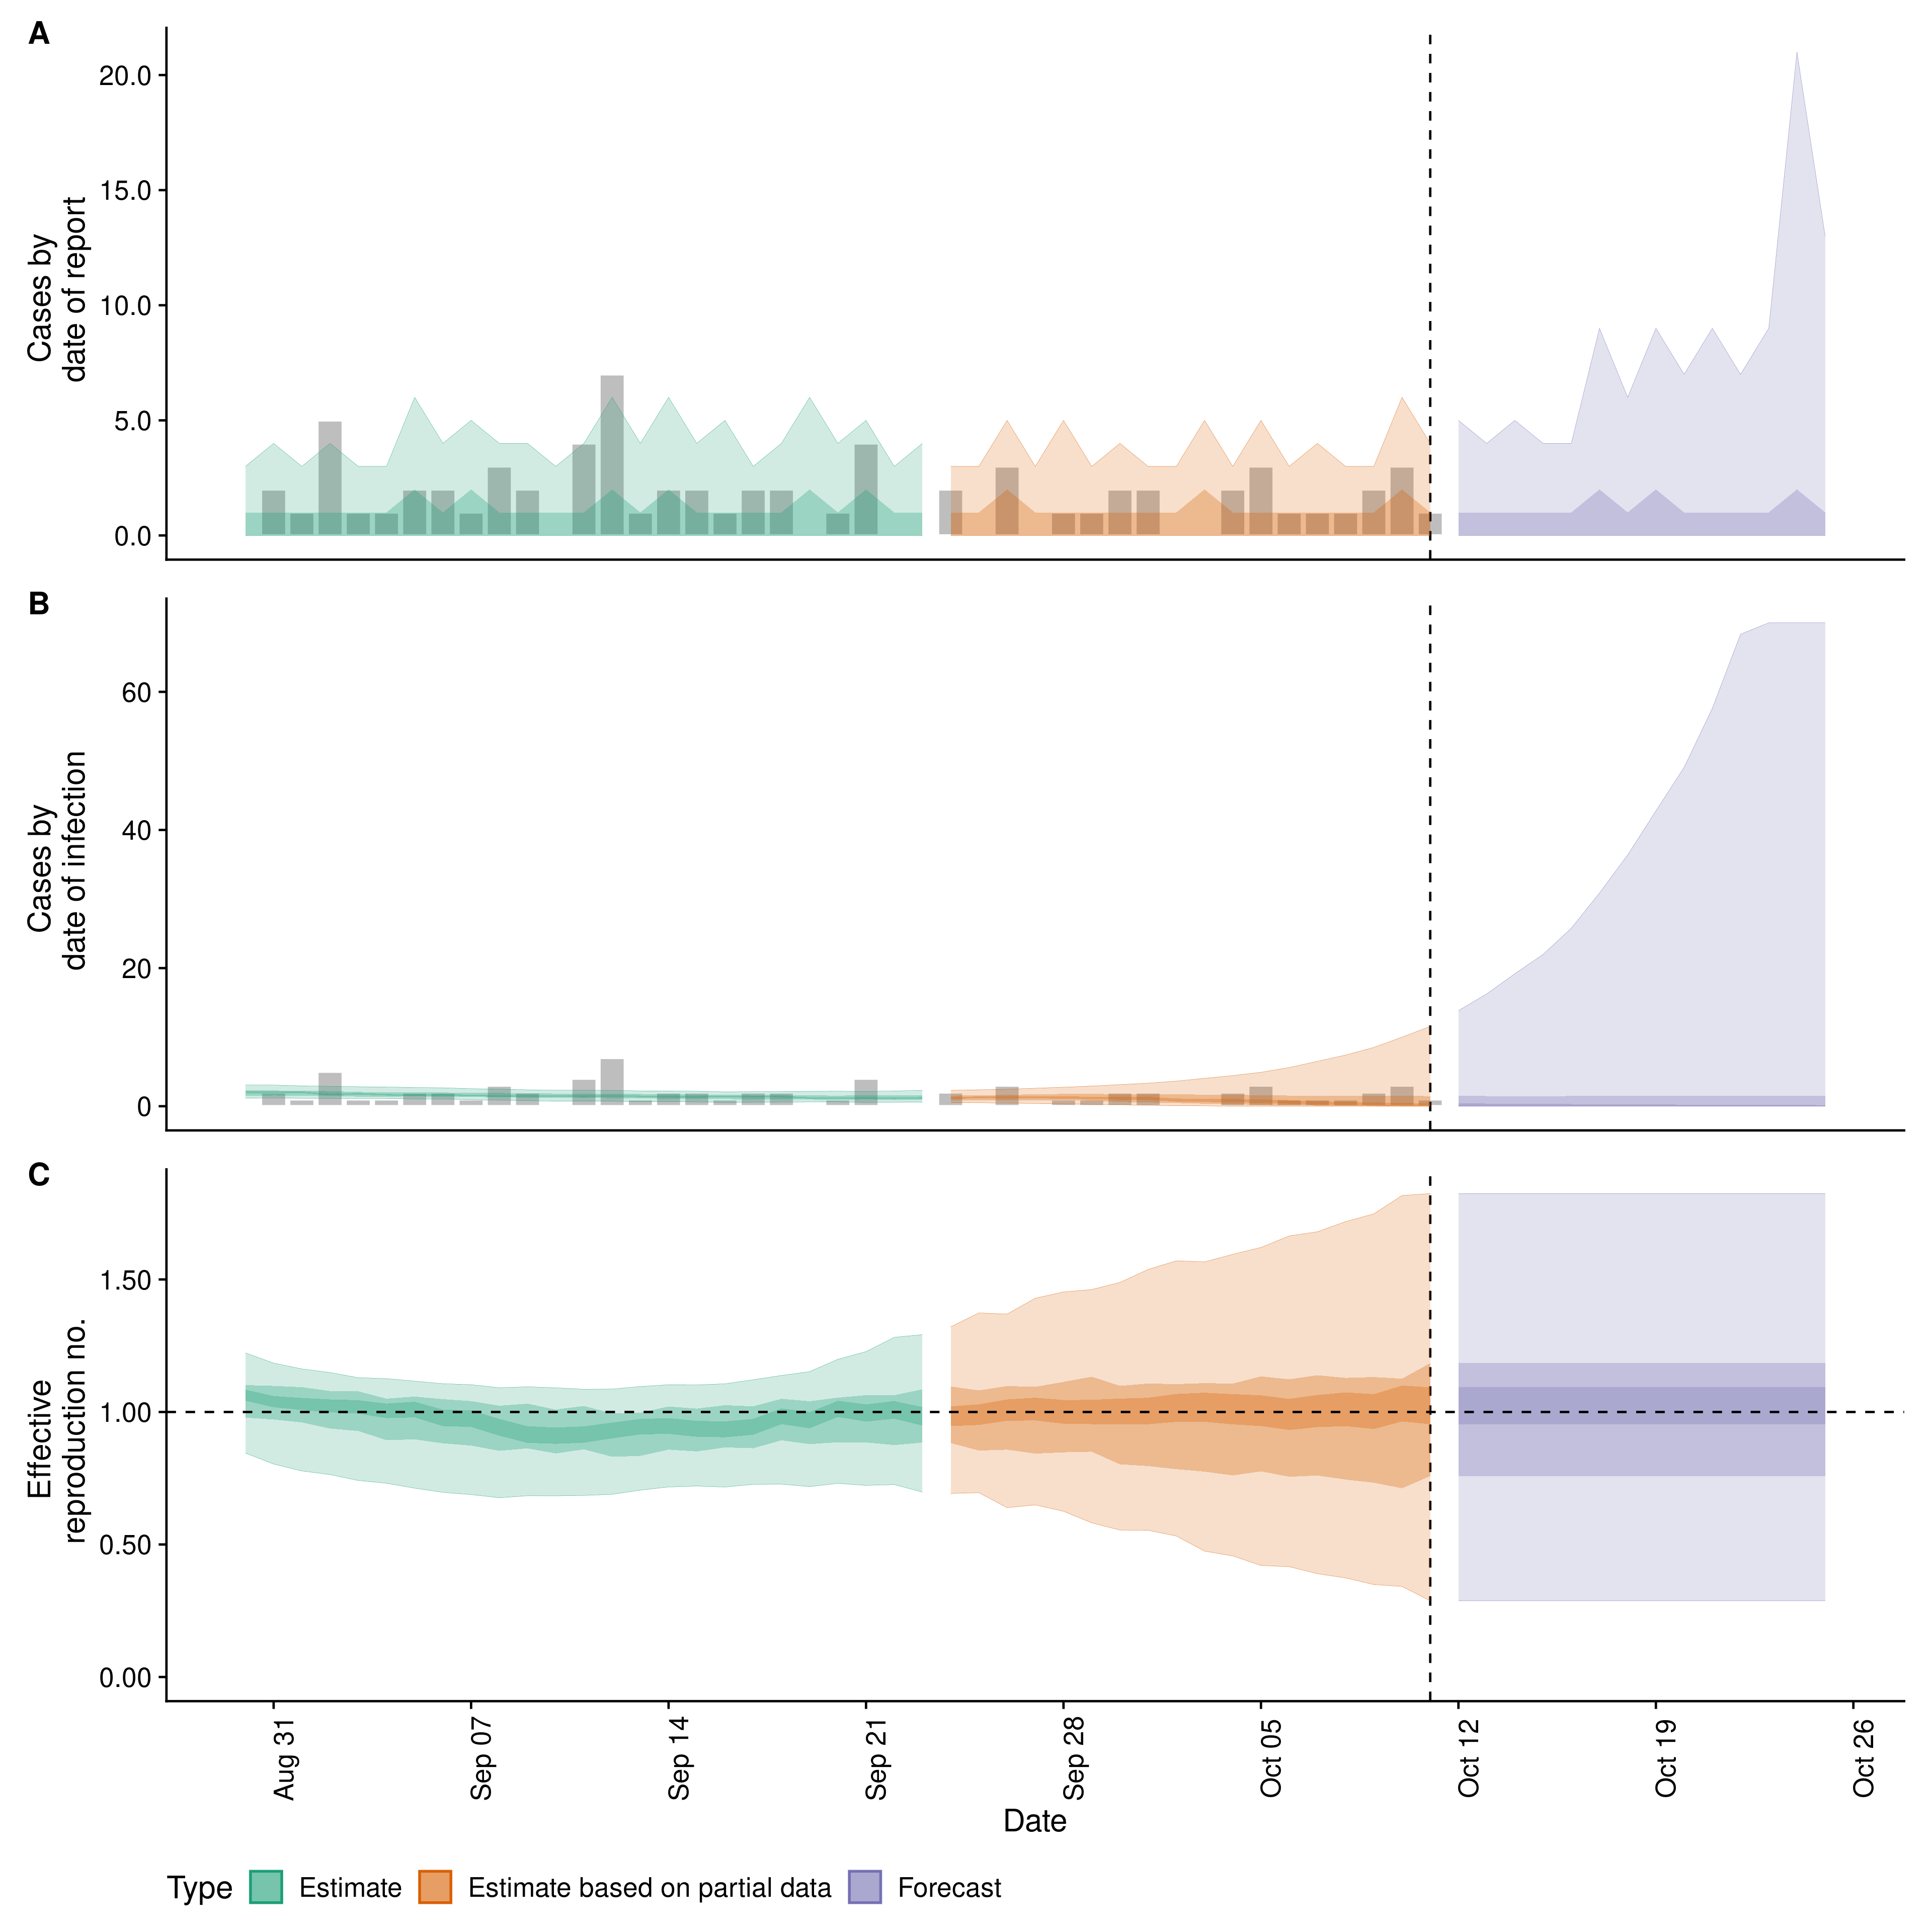 A
Cases by
date of report
20.0
15.0
10.0
5.0
0.0
B
Cases by
date of infection
60
40
20
0
C
Effective
reproduction no.
1.50
1.00
0.50
0.00
Aug 31
Sep 07
Sep 14
Sep 21
Sep 28
Oct 05
Oct 12
Oct 19
Oct 26
Date
Type Estimate Estimate based on partial data Forecast